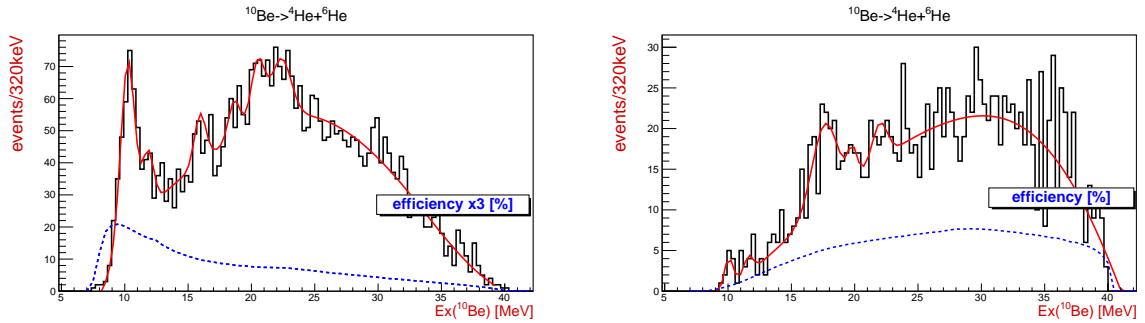 ¹⁰Be->⁴He+⁶He
events/320keV
70
60
50
40
30
20
10
0
efficiency x3 [%]
5 10 15 20 25 30 35 40
Ex(¹⁰Be) [MeV]
¹⁰Be->⁴He+⁶He
events/320keV
30
25
20
15
10
5
0
efficiency [%]
5 10 15 20 25 30 35 40
Ex(¹⁰Be) [MeV]